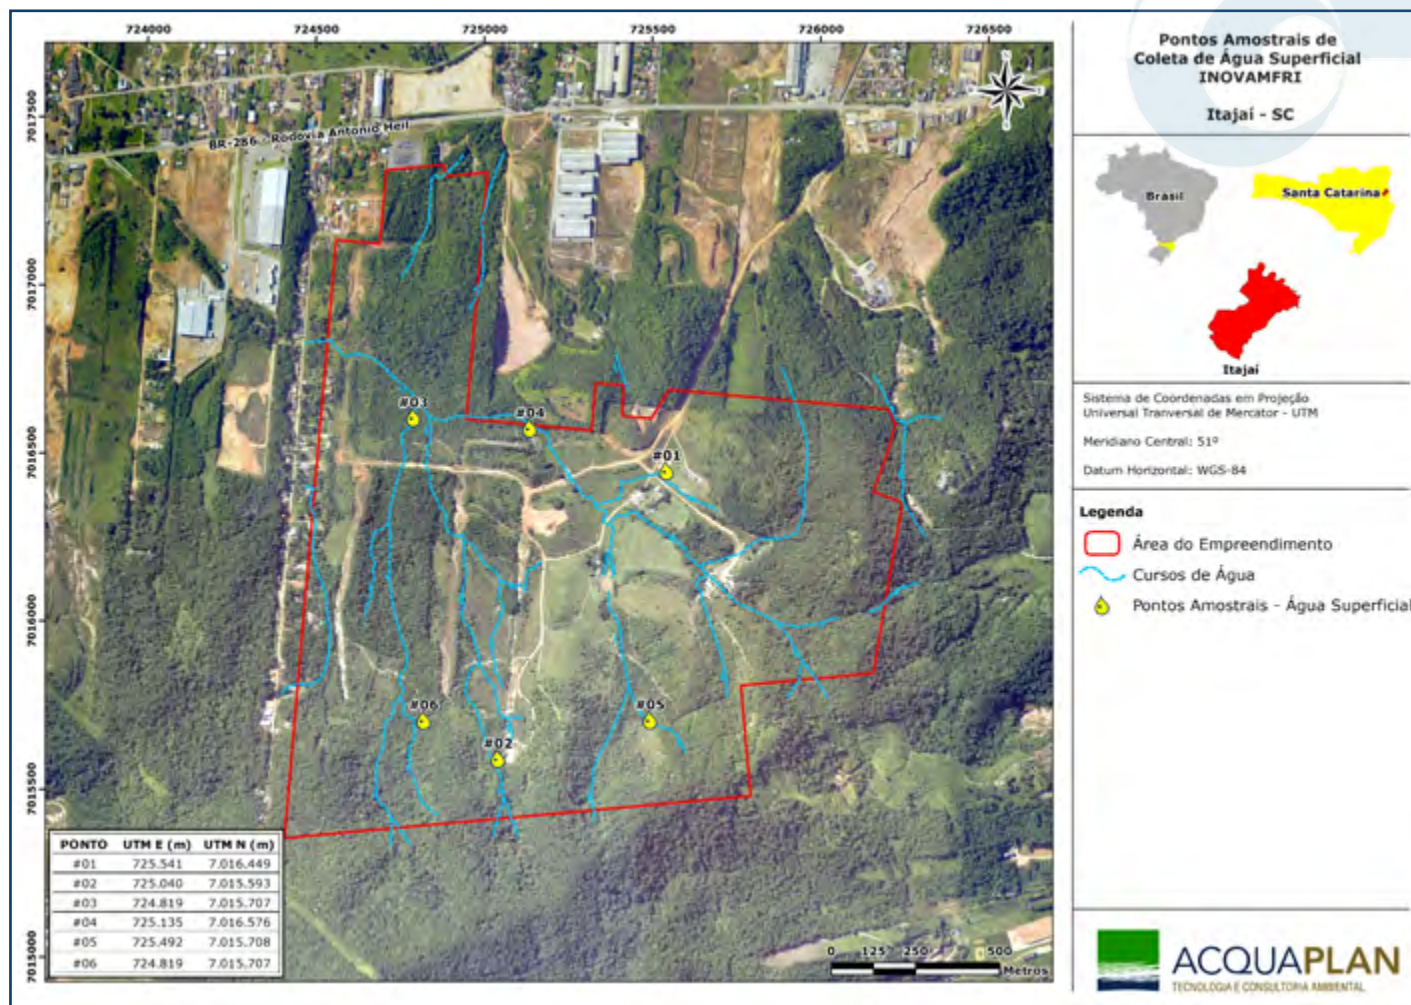 724000 724500 725000 725500 726000 726500
7017500
7017000
7016500
7016000
7015500
7015000
BR-286 - Rodovia Antonio Heil
#03
#04
#01
#06
#05
#02
PONTO UTM E (m) UTM N (m)
#01 725.541 7.016.449
#02 725.040 7.015.593
#03 724.819 7.015.707
#04 725.135 7.016.576
#05 725.492 7.015.708
#06 724.819 7.015.707
0 125 250 500
Metros
Pontos Amostrais de
Coleta de Água Superficial
INOVAMFRI
Itajaí - SC
Brasil
Santa Catarina
Itajaí
Sistema de Coordenadas em Projeção
Universal Tranversal de Mercator - UTM
Meridiano Central: 51º
Datum Horizontal: WGS-84
Legenda
Área do Empreendimento
Cursos de Água
Pontos Amostrais - Água Superficial
ACQUAPLAN
TECNOLOGIA E CONSULTORIA AMBIENTAL